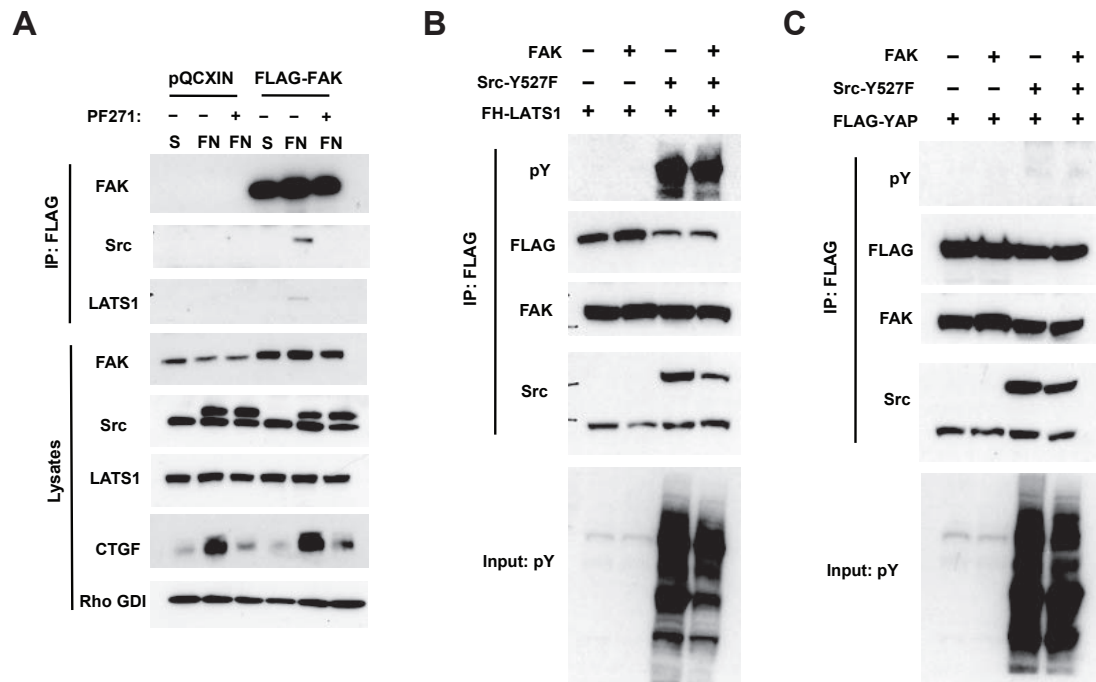 A
pQCXIN FLAG-FAK
PF271: – – + – – +
S FN FN S FN FN
IP: FLAG
FAK
Src
LATS1
Lysates
FAK
Src
LATS1
CTGF
Rho GDI
B
FAK – + – +
Src-Y527F – – + +
FH-LATS1 + + + +
IP: FLAG
pY
FLAG
FAK
Src
Input: pY
C
FAK – + – +
Src-Y527F – – + +
FLAG-YAP + + + +
IP: FLAG
pY
FLAG
FAK
Src
Input: pY